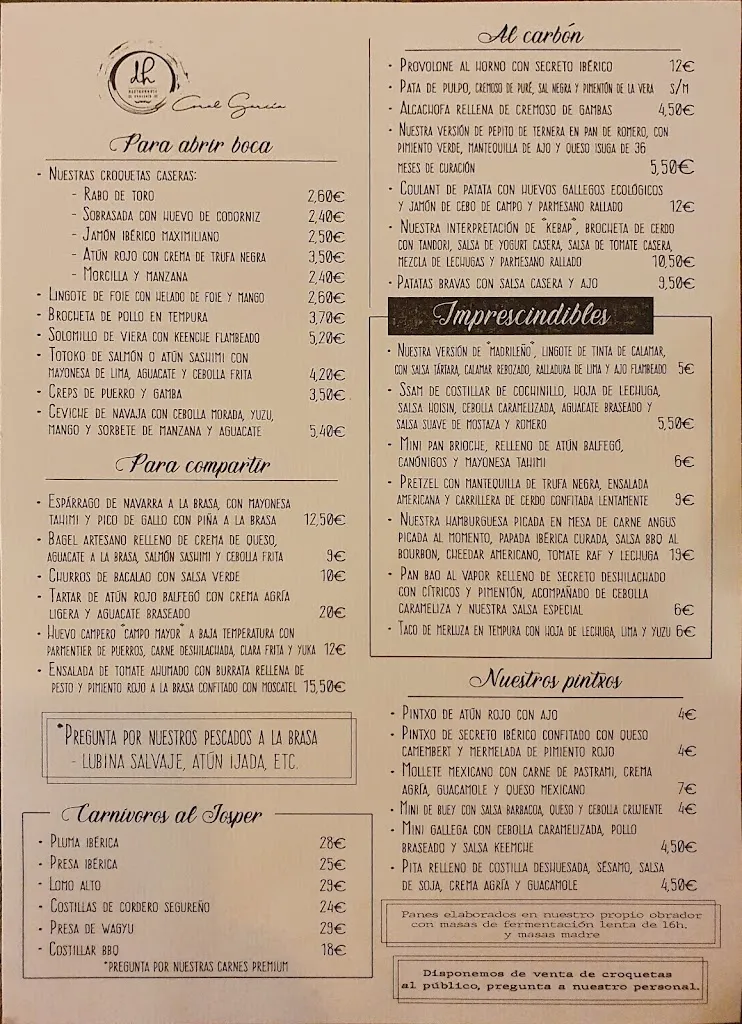 dh
RESTAURANTE
Coral García
Para abrir boca
- Nuestras croquetas caseras:
- Rabo de toro 2,60€
- Sobrasada con huevo de codorniz 2,40€
- Jamón ibérico Maximiliano 2,50€
- Atún rojo con crema de trufa negra 3,50€
- Morcilla y manzana 2,40€
- Lingote de foie con helado de foie y mango 2,60€
- Brocheta de pollo en tempura 3,70€
- Solomillo de viera con keenche flambeado 5,20€
- Totoko de salmón o atún sashimi con
mayonesa de lima, aguacate y cebolla frita 4,20€
- Creps de puerro y gamba 3,50€
- Ceviche de navaja con cebolla morada, yuzu,
mango y sorbete de manzana y aguacate 5,40€
Para compartir
- Espárrago de Navarra a la brasa, con mayonesa
tahimi y pico de gallo con piña a la brasa 12,50€
- Bagel artesano relleno de crema de queso,
aguacate a la brasa, salmón sashimi y cebolla frita 9€
- Churros de bacalao con salsa verde 10€
- Tartar de atún rojo Balfegó con crema agría
ligera y aguacate braseado 20€
- Huevo campero "Campo Mayor" a baja temperatura con
parmentier de puerros, carne deshilachada, clara frita y yuka 12€
- Ensalada de tomate ahumado con burrata rellena de
pesto y pimiento rojo a la brasa confitado con moscatel 15,50€
*Pregunta por nuestros pescados a la brasa
- Lubina salvaje, atún ijada, etc.
Carnívoros al Josper
- Pluma ibérica 28€
- Presa ibérica 25€
- Lomo alto 29€
- Costillas de cordero segureño 24€
- Presa de wagyu 29€
- Costillar BBQ 18€
*Pregunta por nuestras carnes premium
Al carbón
- Provolone al horno con secreto ibérico 12€
- Pata de pulpo, cremoso de puré, sal negra y pimentón de la Vera s/m
- Alcachofa rellena de cremoso de gambas 4,50€
- Nuestra versión de pepito de ternera en pan de romero, con
pimiento verde, mantequilla de ajo y queso isuga de 36
meses de curación 5,50€
- Coulant de patata con huevos gallegos ecológicos
y jamón de cebo de campo y parmesano rallado 12€
- Nuestra interpretación de "kebap", brocheta de cerdo
con tandori, salsa de yogurt casera, salsa de tomate casera,
mezcla de lechugas y parmesano rallado 10,50€
- Patatas bravas con salsa casera y ajo 9,50€
Imprescindibles
- Nuestra versión de "madrileño", lingote de tinta de calamar,
con salsa tártara, calamar rebozado, ralladura de lima y ajo flambeado 5€
- Ssam de costillar de cochinillo, hoja de lechuga,
salsa hoisin, cebolla caramelizada, aguacate braseado y
salsa suave de mostaza y romero 5,50€
- Mini pan brioche, relleno de atún Balfegó,
canónigos y mayonesa tahimi 6€
- Pretzel con mantequilla de trufa negra, ensalada
americana y carrillera de cerdo confitada lentamente 9€
- Nuestra hamburguesa picada en mesa de carne Angus
picada al momento, papada ibérica curada, salsa BBQ al
bourbon, cheedar americano, tomate raf y lechuga 19€
- Pan bao al vapor relleno de secreto deshilachado
con cítricos y pimentón, acompañado de cebolla
carameliza y nuestra salsa especial 6€
- Taco de merluza en tempura con hoja de lechuga, lima y yuzu 6€
Nuestros pintxos
- Pintxo de atún rojo con ajo 4€
- Pintxo de secreto ibérico confitado con queso
camembert y mermelada de pimiento rojo 4€
- Mollete mexicano con carne de pastrami, crema
agría, guacamole y queso mexicano 7€
- Mini de buey con salsa barbacoa, queso y cebolla crujiente 4€
- Mini gallega con cebolla caramelizada, pollo
braseado y salsa keemche 4,50€
- Pita relleno de costilla deshuesada, sésamo, salsa
de soja, crema agría y guacamole 4,50€
Panes elaborados en nuestro propio obrador
con masas de fermentación lenta de 16h.
y masas madre
Disponemos de venta de croquetas
al público, pregunta a nuestro personal.